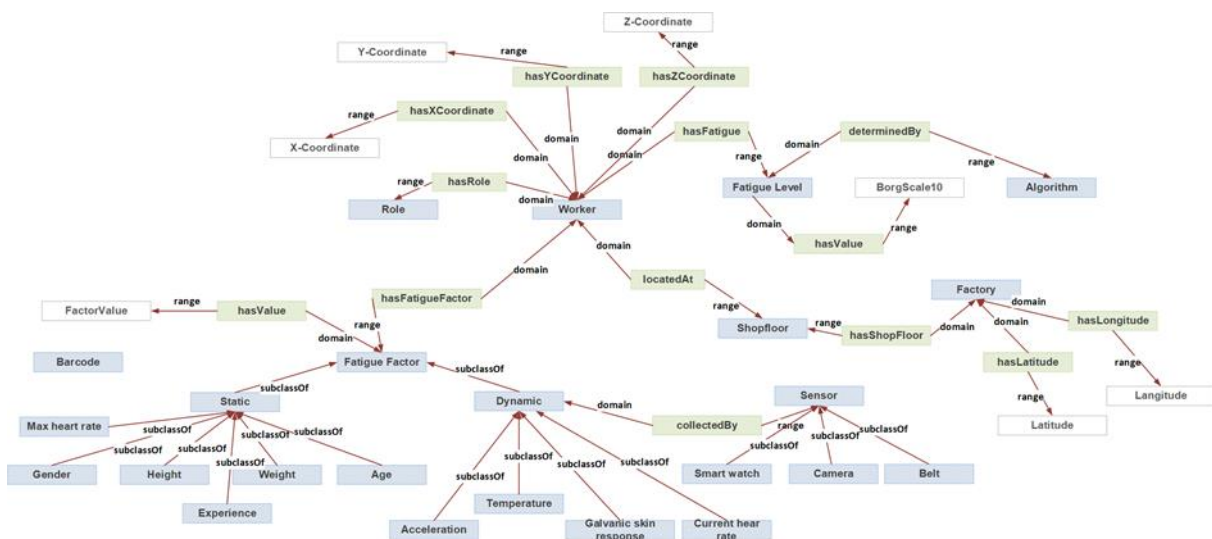 Z-Coordinate
Y-Coordinate
range
range
hasYCoordinate
hasZCoordinate
range
hasXCoordinate
X-Coordinate
domain
domain
domain
domain
hasFatigue
domain
determinedBy
range
range
Fatigue Level
Algorithm
BorgScale10
range
hasRole
Role
domain
Worker
domain
range
hasValue
domain
domain
locatedAt
range
hasFatigueFactor
range
FactorValue
range
hasValue
domain
Factory
domain
hasLongitude
domain
domain
Shopfloor
range
hasShopFloor
hasLatitude
range
range
Langitude
Latitude
Barcode
Fatigue Factor
subclassOf
subclassOf
Static
Dynamic
domain
collectedBy
range
Sensor
Max heart rate
subclassOf
subclassOf
subclassOf
subclassOf
subclassOf
Gender
Height
Weight
Age
Experience
subclassOf
subclassOf
subclassOf
subclassOf
Acceleration
Temperature
Galvanic skin
response
Current hear
rate
subclassOf
subclassOf
subclassOf
Smart watch
Camera
Belt